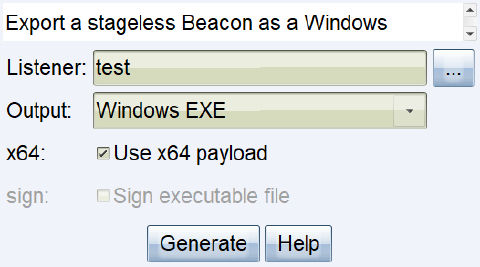 Export a stageless Beacon as a Windows
Listener: test ...
Output: Windows EXE
x64: Use x64 payload
sign: Sign executable file
Generate Help